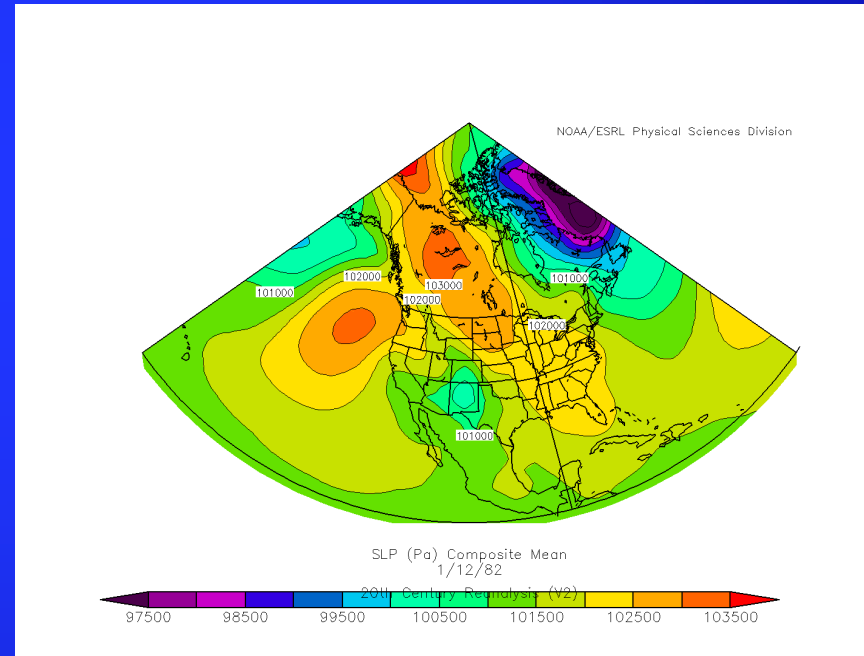 NOAA/ESRL Physical Sciences Division
102000
101000
103000
102000
101000
102000
101000
SLP (Pa) Composite Mean
1/12/82
20th Century Reanalysis (V2)
97500 98500 99500 100500 101500 102500 103500